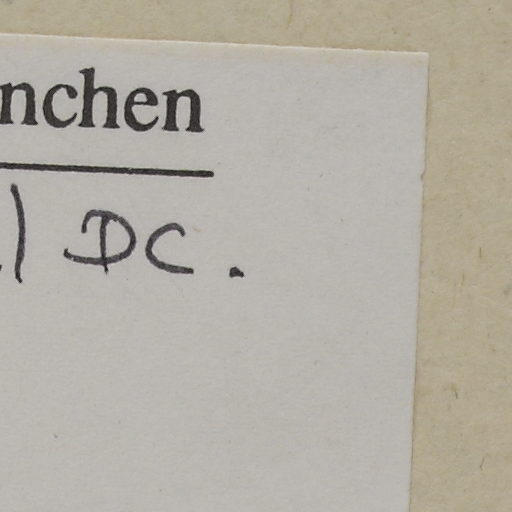 nchen
) DC.